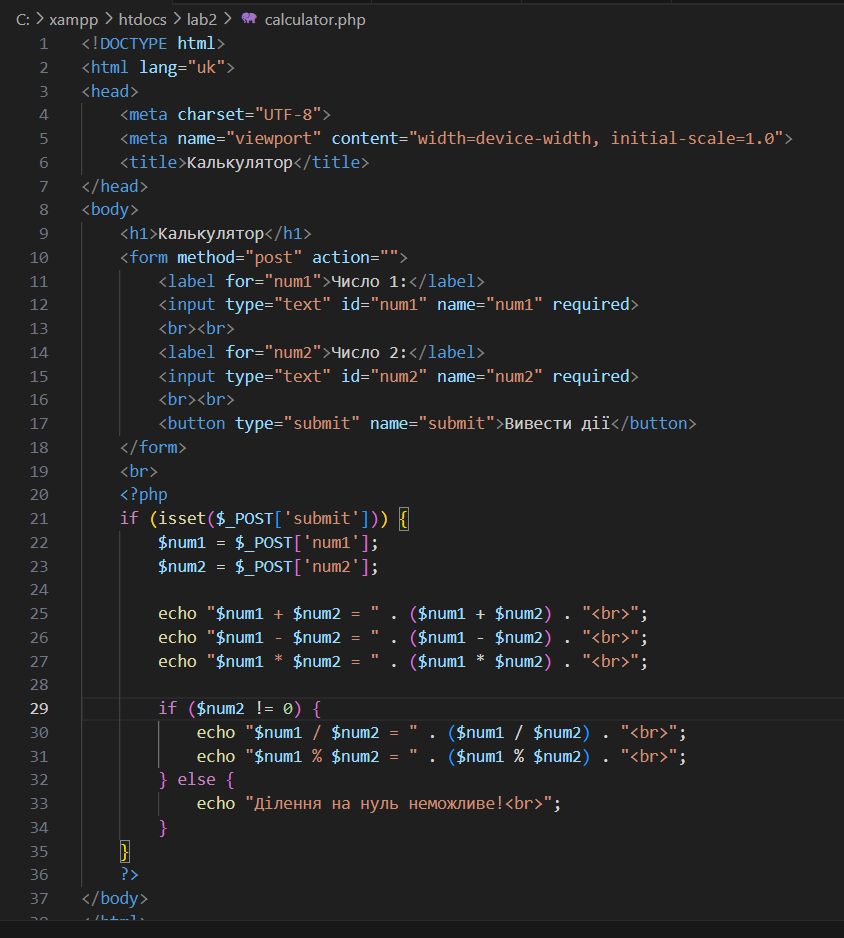 C: > xampp > htdocs > lab2 > calculator.php
1 <!DOCTYPE html>
2 <html lang="uk">
3 <head>
4     <meta charset="UTF-8">
5     <meta name="viewport" content="width=device-width, initial-scale=1.0">
6     <title>Калькулятор</title>
7 </head>
8 <body>
9     <h1>Калькулятор</h1>
10     <form method="post" action="">
11         <label for="num1">Число 1:</label>
12         <input type="text" id="num1" name="num1" required>
13         <br><br>
14         <label for="num2">Число 2:</label>
15         <input type="text" id="num2" name="num2" required>
16         <br><br>
17         <button type="submit" name="submit">Вивести дії</button>
18     </form>
19     <br>
20     <?php
21     if (isset($_POST['submit'])) {
22         $num1 = $_POST['num1'];
23         $num2 = $_POST['num2'];
24
25         echo "$num1 + $num2 = " . ($num1 + $num2) . "<br>";
26         echo "$num1 - $num2 = " . ($num1 - $num2) . "<br>";
27         echo "$num1 * $num2 = " . ($num1 * $num2) . "<br>";
28
29         if ($num2 != 0) {
30             echo "$num1 / $num2 = " . ($num1 / $num2) . "<br>";
31             echo "$num1 % $num2 = " . ($num1 % $num2) . "<br>";
32         } else {
33             echo "Ділення на нуль неможливе!<br>";
34         }
35     }
36     ?>
37 </body>
38 </html>